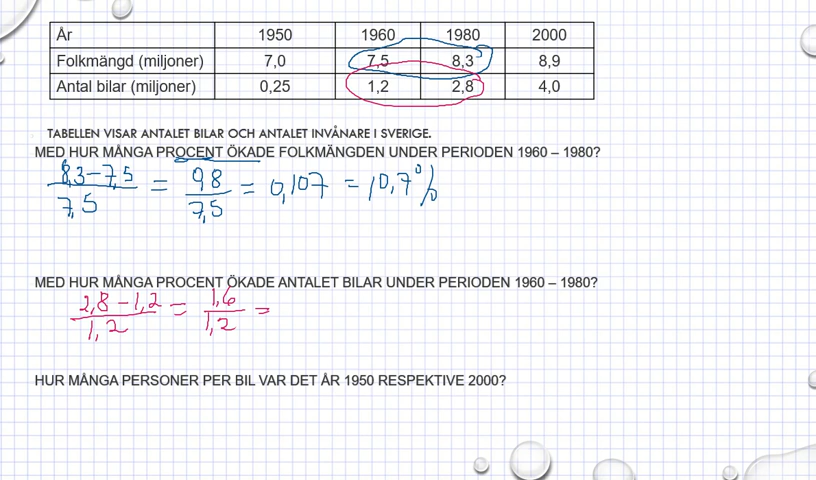 År 1950 1960 1980 2000
Folkmängd (miljoner) 7,0 7,5 8,3 8,9
Antal bilar (miljoner) 0,25 1,2 2,8 4,0
TABELLEN VISAR ANTALET BILAR OCH ANTALET INVÅNARE I SVERIGE.
MED HUR MÅNGA PROCENT ÖKADE FOLKMÄNGDEN UNDER PERIODEN 1960 – 1980?
8,3-7,5 / 7,5 = 0,8 / 7,5 = 0,107 = 10,7%
MED HUR MÅNGA PROCENT ÖKADE ANTALET BILAR UNDER PERIODEN 1960 – 1980?
2,8-1,2 / 1,2 = 1,6 / 1,2 =
HUR MÅNGA PERSONER PER BIL VAR DET ÅR 1950 RESPEKTIVE 2000?